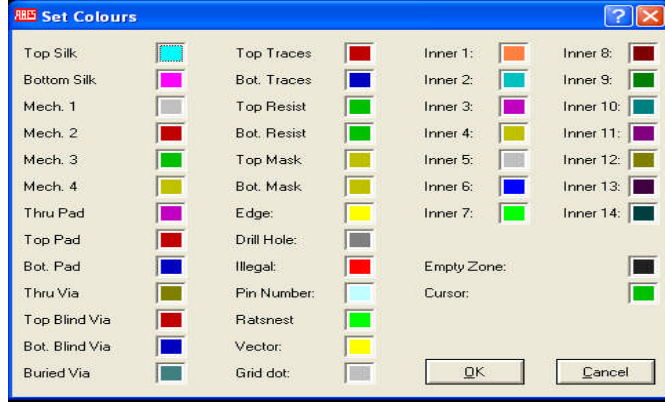 ARES Set Colours
Top Silk Top Traces Inner 1: Inner 8:
Bottom Silk Bot. Traces Inner 2: Inner 9:
Mech. 1 Top Resist Inner 3: Inner 10:
Mech. 2 Bot. Resist Inner 4: Inner 11:
Mech. 3 Top Mask Inner 5: Inner 12:
Mech. 4 Bot. Mask Inner 6: Inner 13:
Thru Pad Edge: Inner 7: Inner 14:
Top Pad Drill Hole:
Bot. Pad Illegal: Empty Zone:
Thru Via Pin Number: Cursor:
Top Blind Via Ratsnest
Bot. Blind Via Vector:
Buried Via Grid dot: OK Cancel